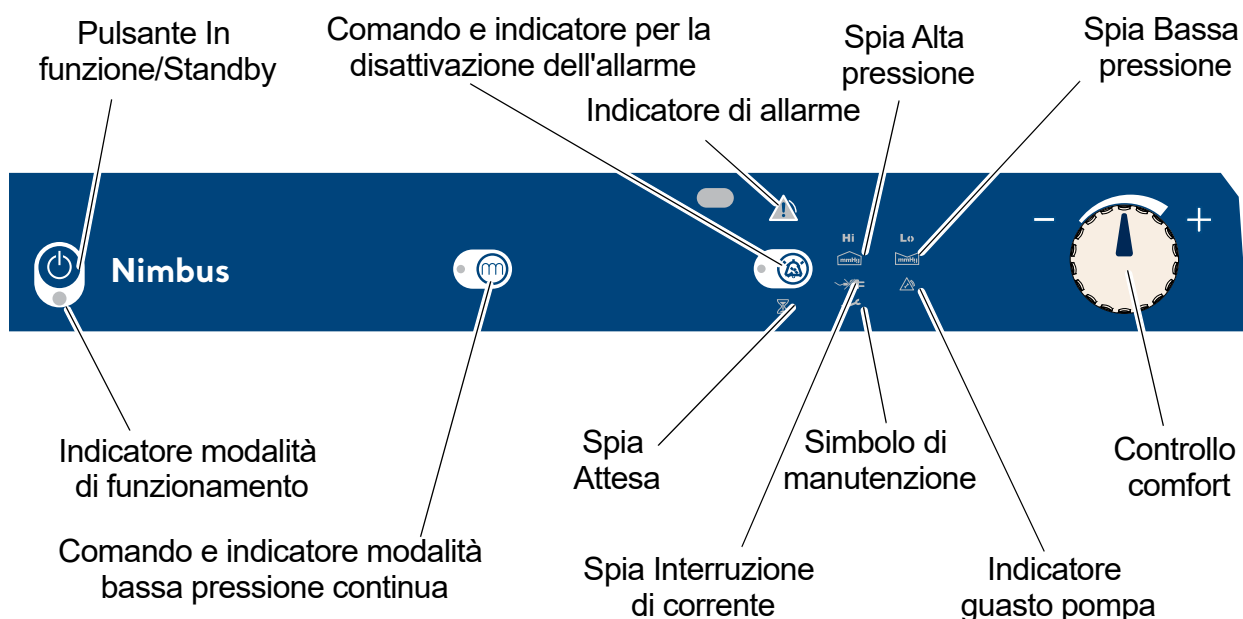 Pulsante In
funzione/Standby
Comando e indicatore per la
disattivazione dell'allarme
Indicatore di allarme
Spia Alta
pressione
Spia Bassa
pressione
Hi
Lo
mmHg
mmHg
Nimbus
Indicatore modalità
di funzionamento
Comando e indicatore modalità
bassa pressione continua
Spia
Attesa
Spia Interruzione
di corrente
Simbolo di
manutenzione
Indicatore
guasto pompa
Controllo
comfort